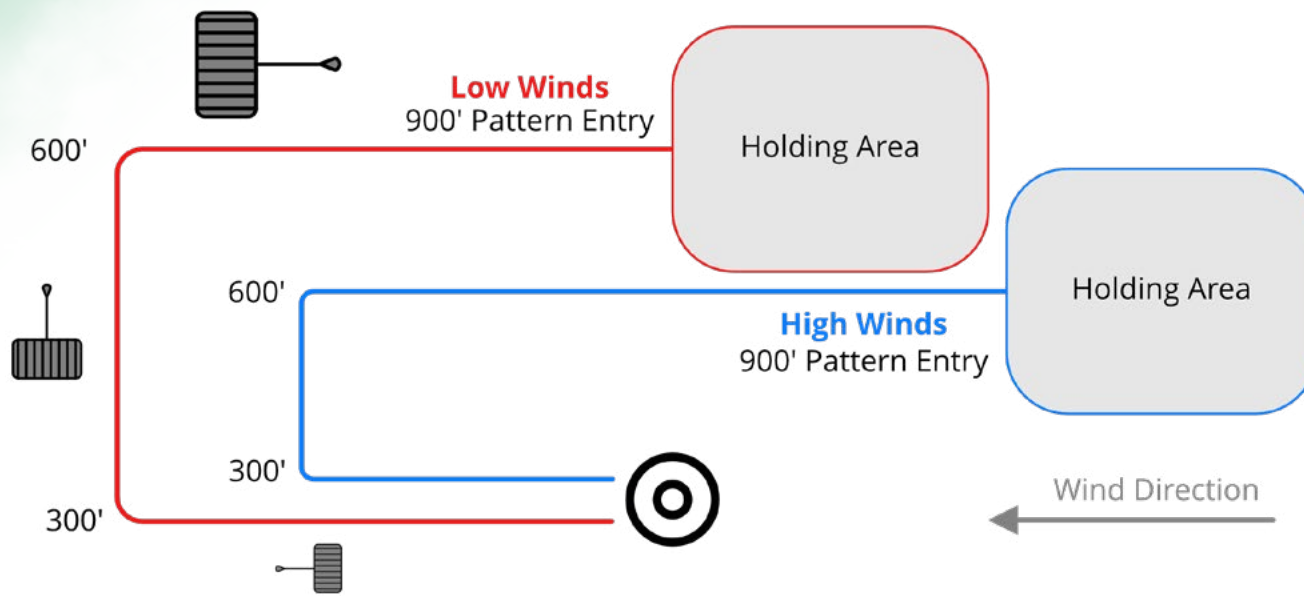 Low Winds
900' Pattern Entry
Holding Area
600'
600'
Holding Area
High Winds
900' Pattern Entry
300'
Wind Direction
300'